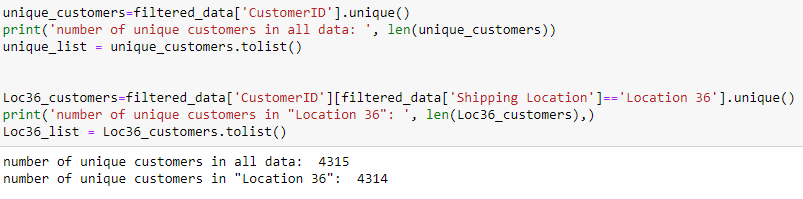 unique_customers=filtered_data['CustomerID'].unique()
print('number of unique customers in all data: ', len(unique_customers))
unique_list = unique_customers.tolist()
Loc36_customers=filtered_data['CustomerID'][filtered_data['Shipping Location']=='Location 36'].unique()
print('number of unique customers in "Location 36": ', len(Loc36_customers),)
Loc36_list = Loc36_customers.tolist()
number of unique customers in all data:  4315
number of unique customers in "Location 36":  4314